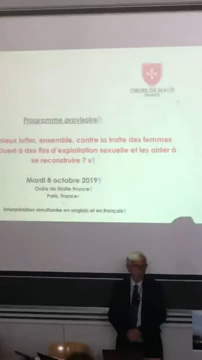 ORDRE DE MALTE
FRANCE
Programme provisoire
mieux lutter, ensemble, contre la traite des femmes
à des fins d'exploitation sexuelle et les aider à
se reconstruire ? »
Mardi 8 octobre 2019
Ordre de Malte France
Paris, France
Interprétation simultanée en anglais et en français